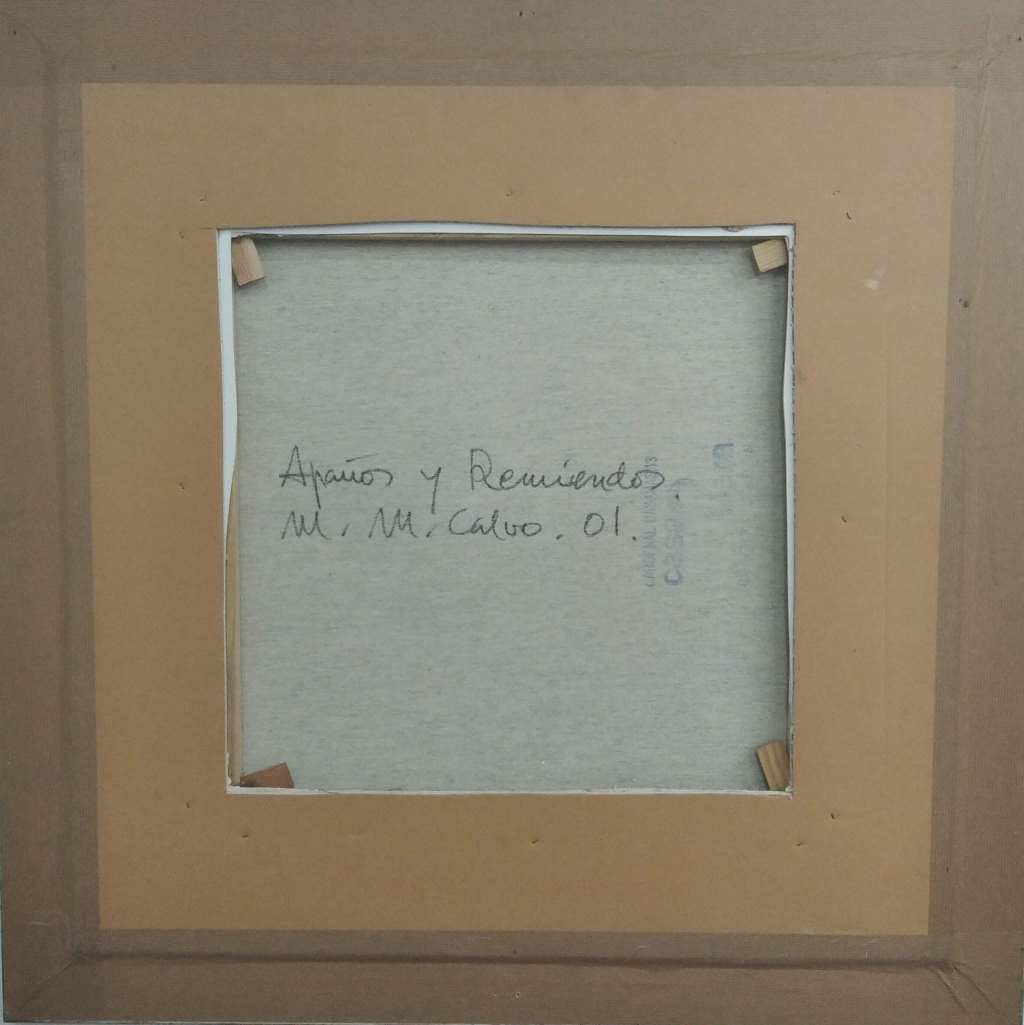 Apaños y Remiendos.
M. M. Calvo. 01.